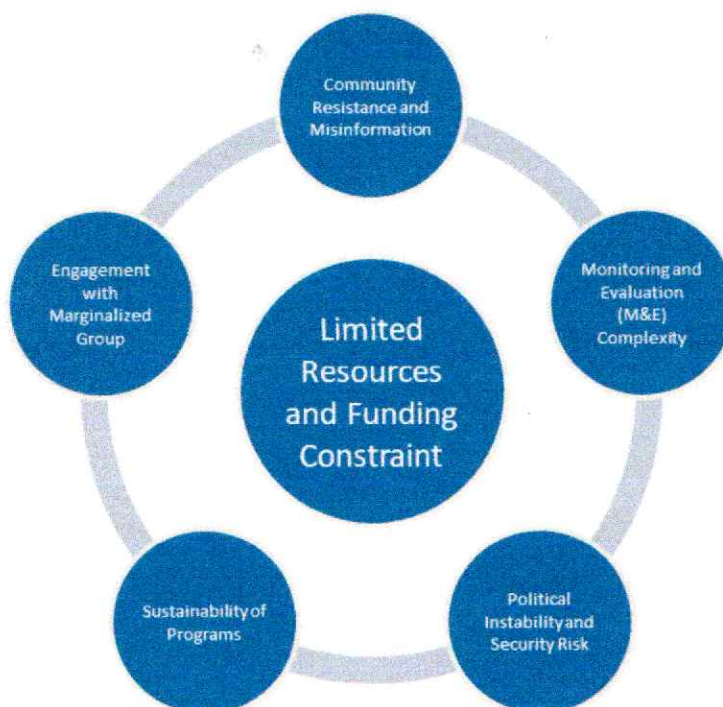 Community
Resistance and
Misinformation
Engagement
with
Marginalized
Group
Monitoring and
Evaluation
(M&E)
Complexity
Limited
Resources
and Funding
Constraint
Sustainability of
Programs
Political
Instability and
Security Risk